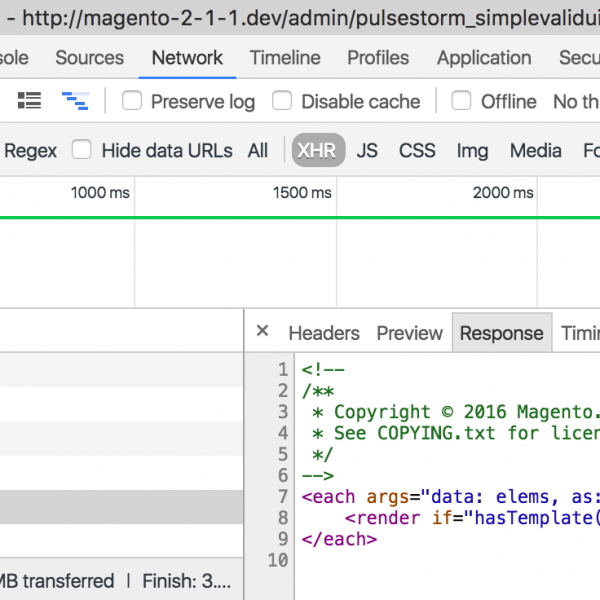 - http://magento-2-1-1.dev/admin/pulsestorm_simplevalidui
sole Sources Network Timeline Profiles Application Secu
Preserve log Disable cache Offline No th
Regex Hide data URLs All XHR JS CSS Img Media Fo
1000 ms 1500 ms 2000 ms
× Headers Preview Response Timin
1 <!--
2 /**
3 * Copyright © 2016 Magento.
4 * See COPYING.txt for licen
5 */
6 -->
7 <each args="data: elems, as:
8 <render if="hasTemplate(
9 </each>
10
MB transferred | Finish: 3....